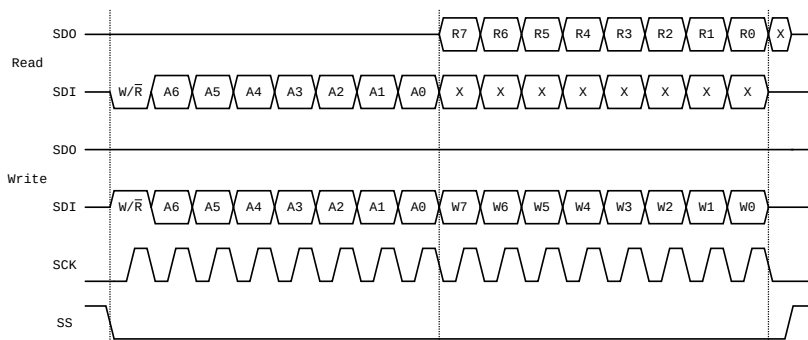 SDO R7 R6 R5 R4 R3 R2 R1 R0 X
Read
SDI W/R̅ A6 A5 A4 A3 A2 A1 A0 X X X X X X X X
SDO
Write
SDI W/R̅ A6 A5 A4 A3 A2 A1 A0 W7 W6 W5 W4 W3 W2 W1 W0
SCK
SS